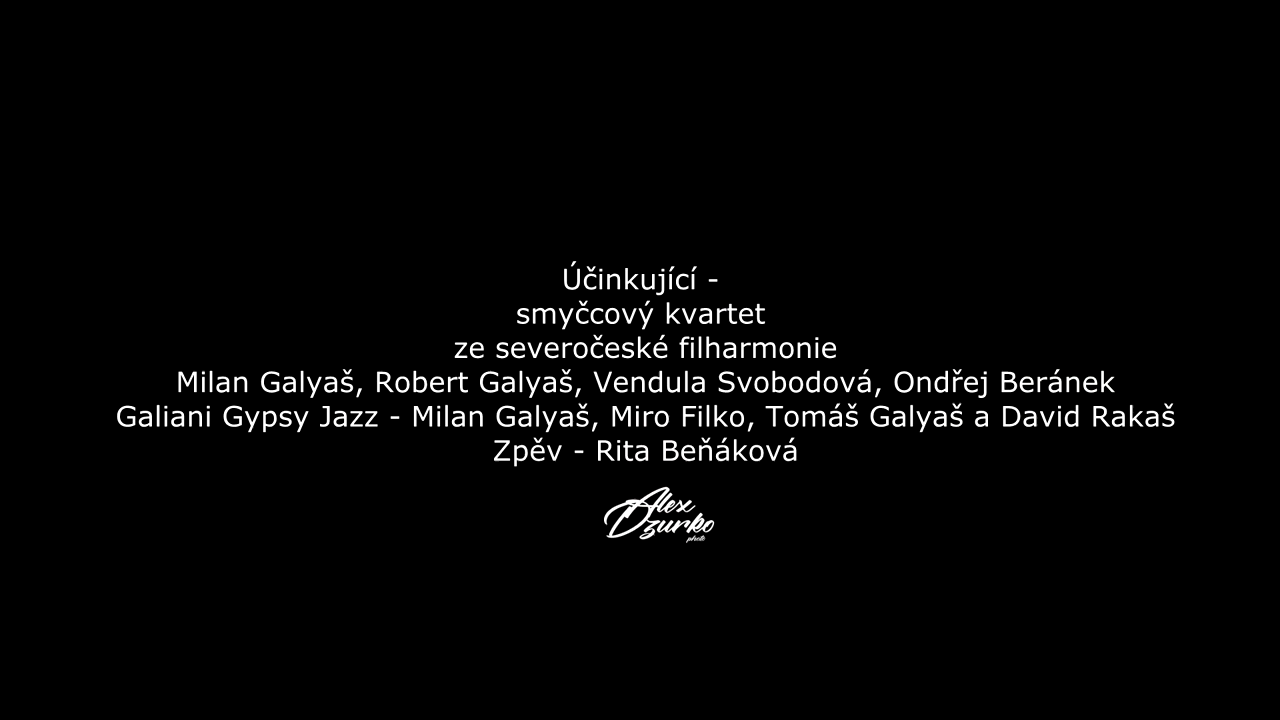 Účinkující -
smyčcový kvartet
ze severočeské filharmonie
Milan Galyaš, Robert Galyaš, Vendula Svobodová, Ondřej Beránek
Galiani Gypsy Jazz - Milan Galyaš, Miro Filko, Tomáš Galyaš a David Rakaš
Zpěv - Rita Beňáková
Alex
Dzurko
photo